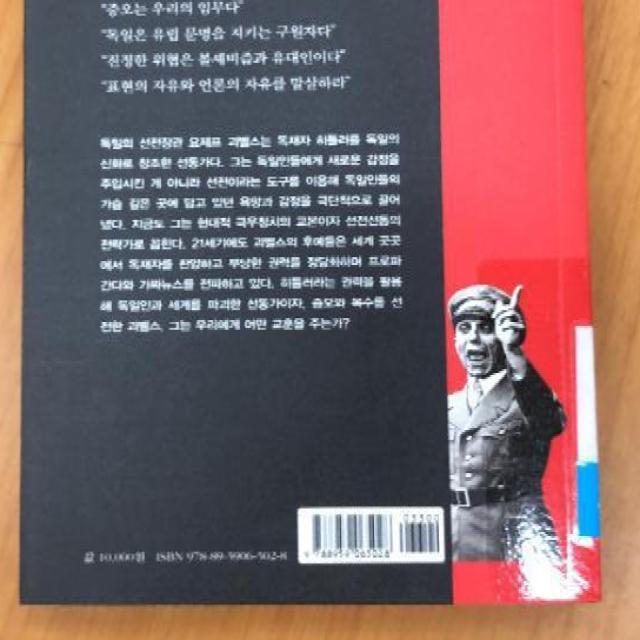 "증오는 우리의 임무다"
"독일은 유럽 문명을 지키는 구원자다"
"진정한 위협은 볼셰비즘과 유대인이다"
"표현의 자유와 언론의 자유를 말살하라"
독일의 선전장관 요제프 괴벨스는 독재자 히틀러를 독일의
신화로 창조한 선동가다. 그는 독일인들에게 새로운 감정을
주입시킨 게 아니라 선전이라는 도구를 이용해 독일인들의
가슴 깊은 곳에 담고 있던 욕망과 감정을 극단적으로 끌어
냈다. 지금도 그는 현대적 극우정치의 교본이자 선전선동의
전략가로 꼽힌다. 21세기에도 괴벨스의 후예들은 세계 곳곳
에서 독재자를 찬양하고 부당한 권력을 정당화하며 프로파
간다와 가짜뉴스를 전파하고 있다. 히틀러라는 권력을 활용
해 독일인과 세계를 파괴한 선동가이자, 증오와 복수를 선
전한 괴벨스, 그는 우리에게 어떤 교훈을 주는가?
03300
9 788959 065028
값 10,000원 ISBN 978-89-5906-502-8